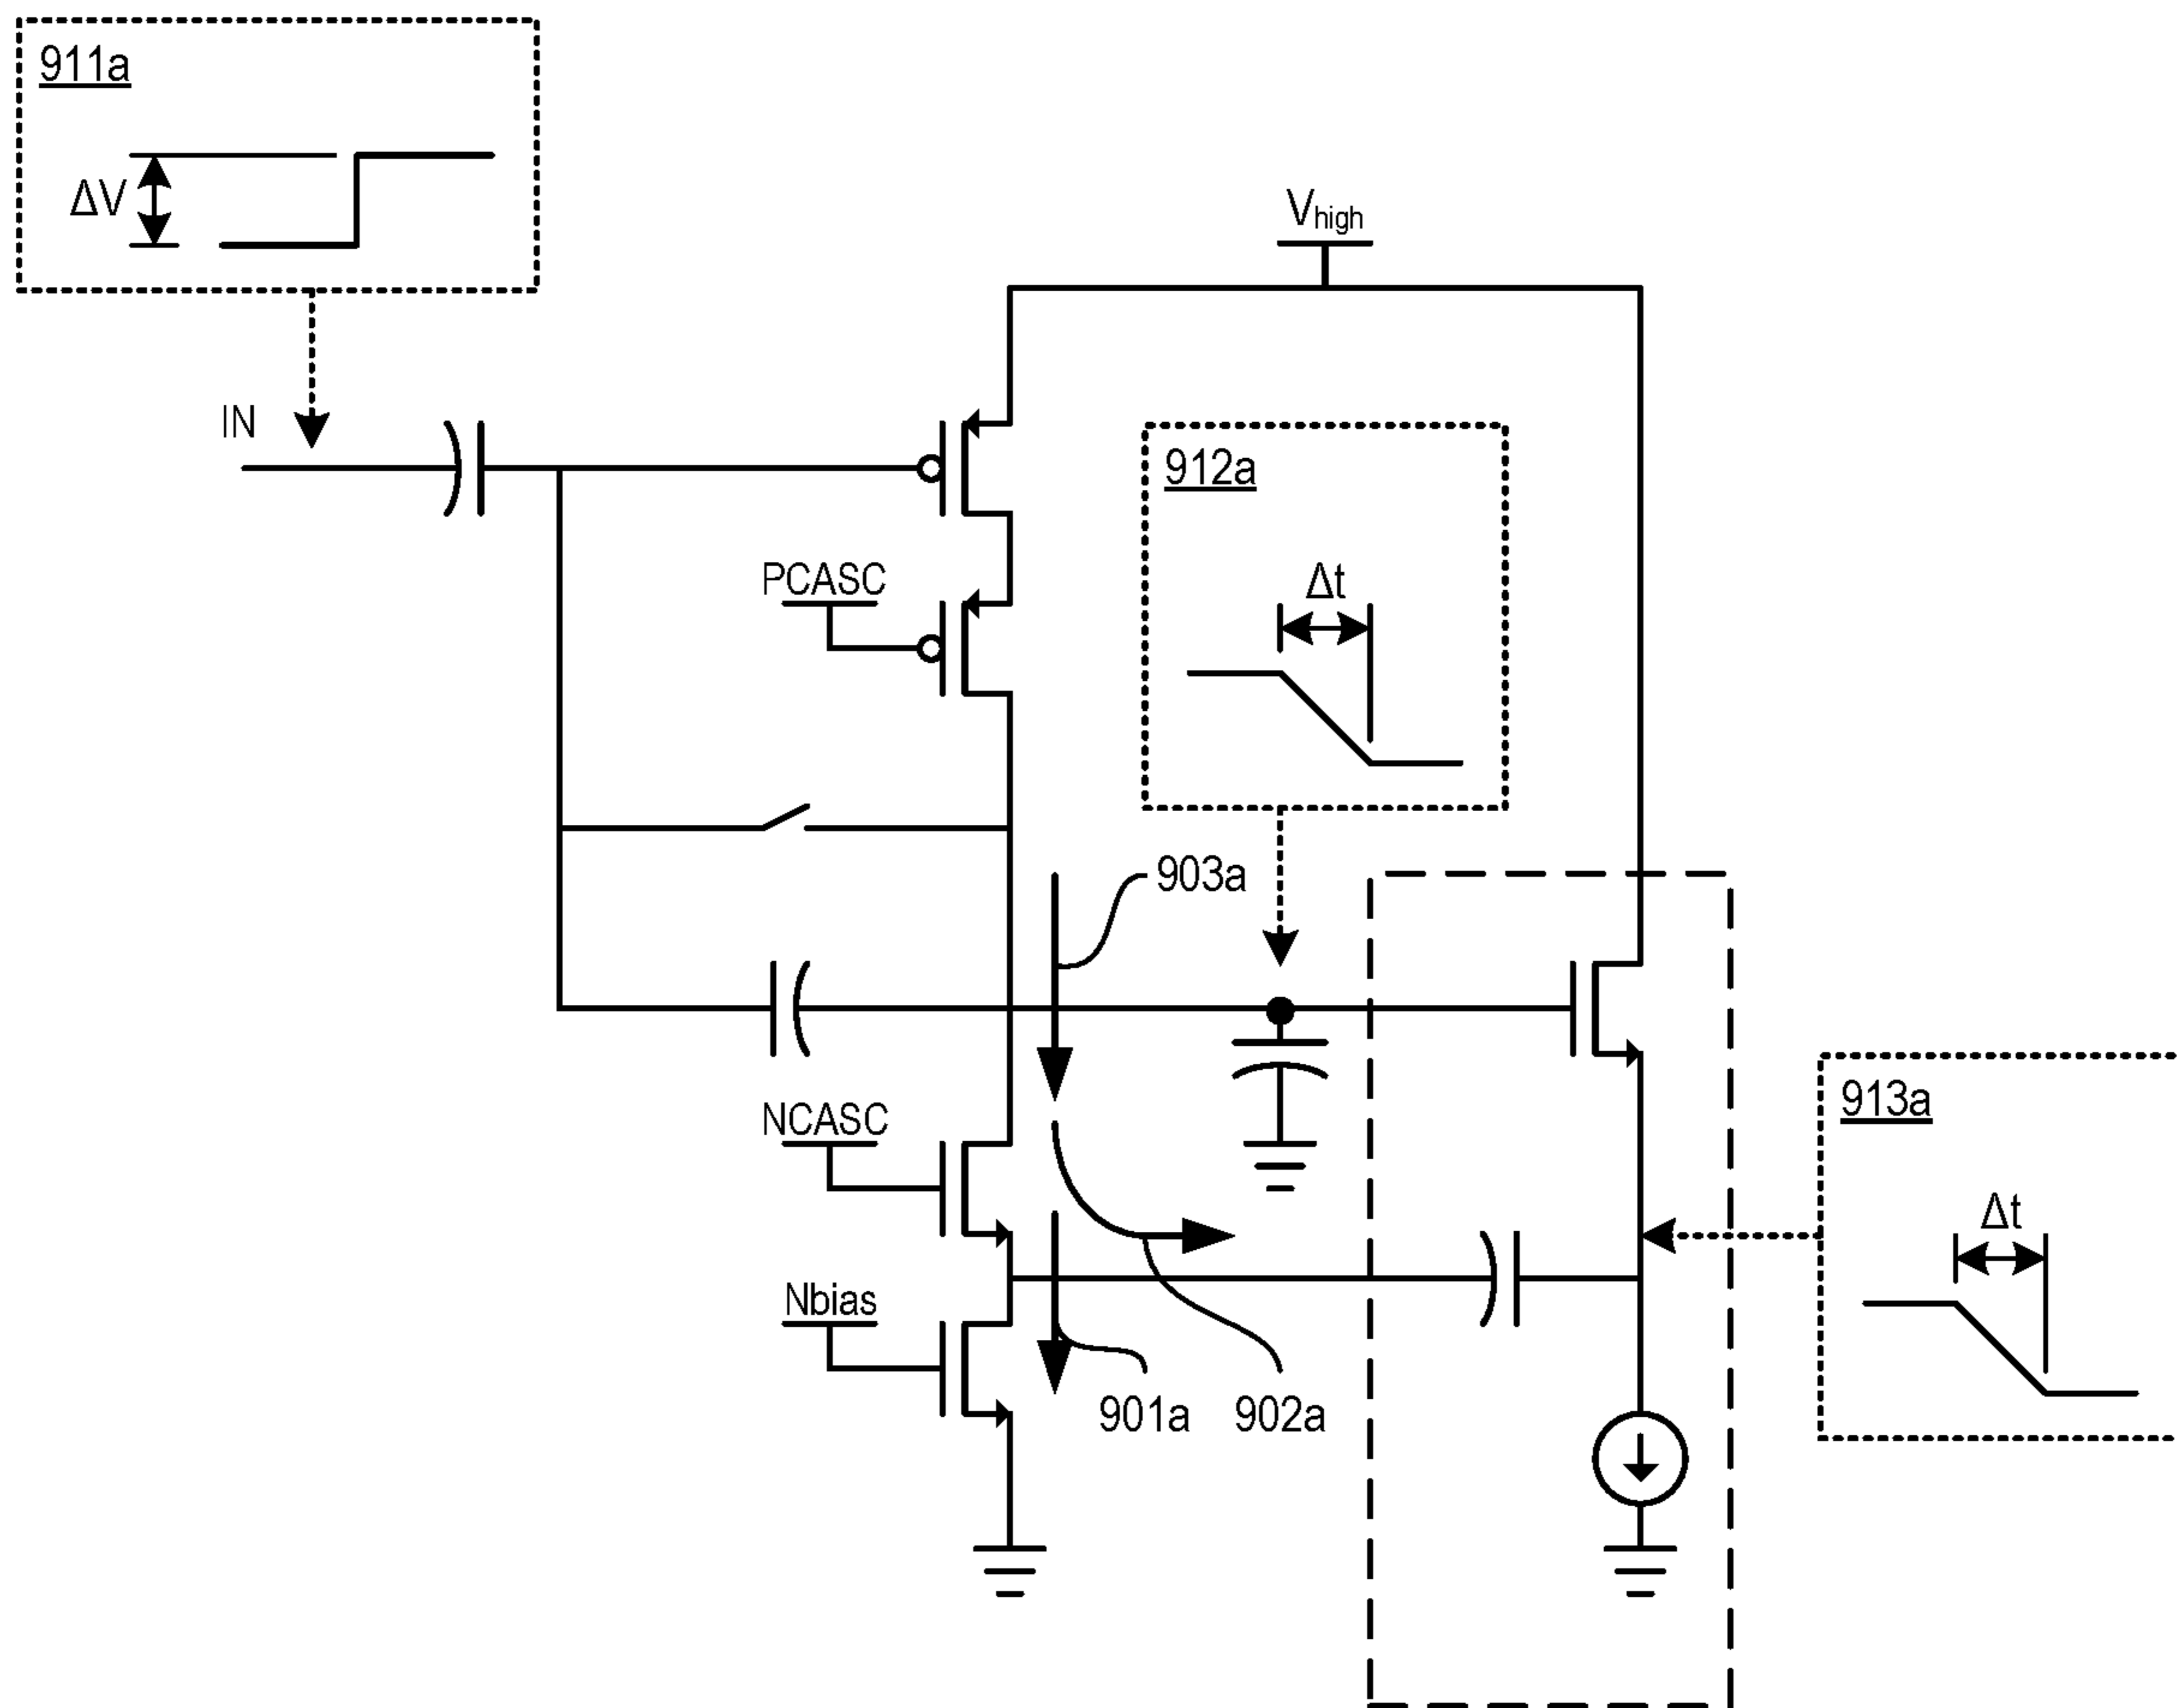 911a
ΔV
Vhigh
IN
912a
PCASC
Δt
903a
NCASC
913a
Δt
Nbias
901a
902a